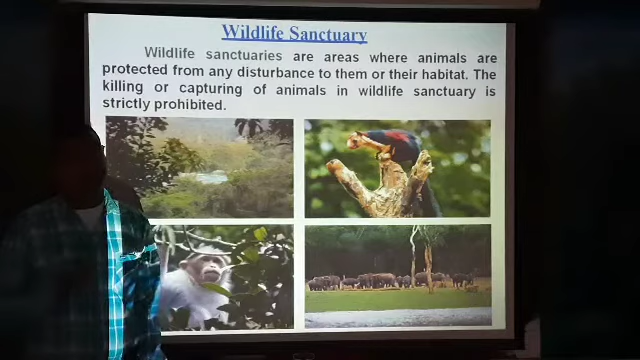 Wildlife Sanctuary
Wildlife sanctuaries are areas where animals are
protected from any disturbance to them or their habitat. The
killing or capturing of animals in wildlife sanctuary is
strictly prohibited.